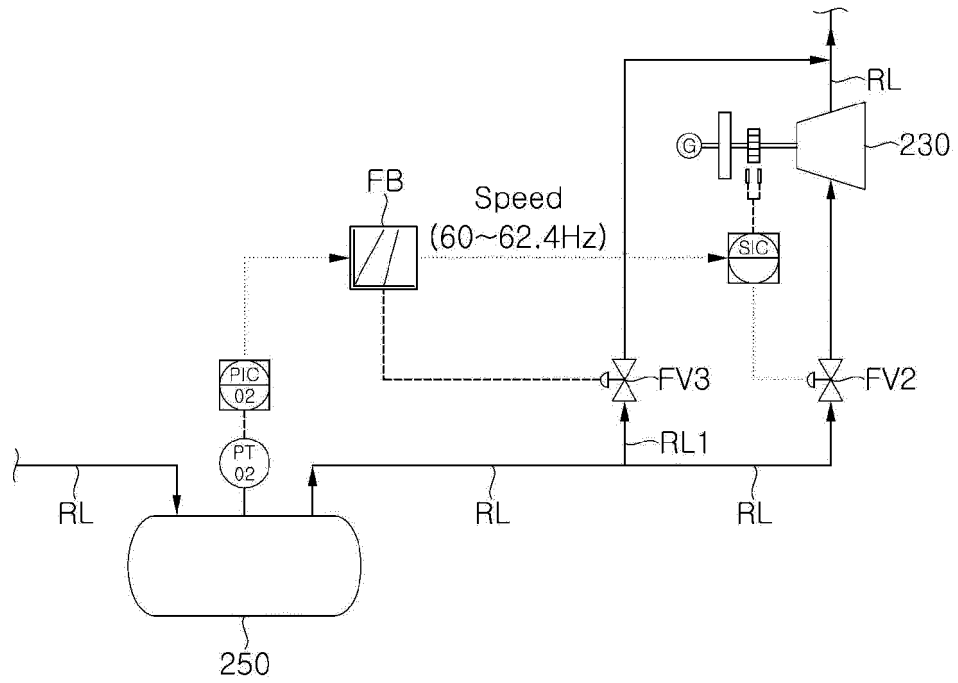 RL
G
230
FB
Speed
(60~62.4Hz)
SIC
PIC
02
FV3
FV2
PT
02
RL1
RL
RL
RL
250